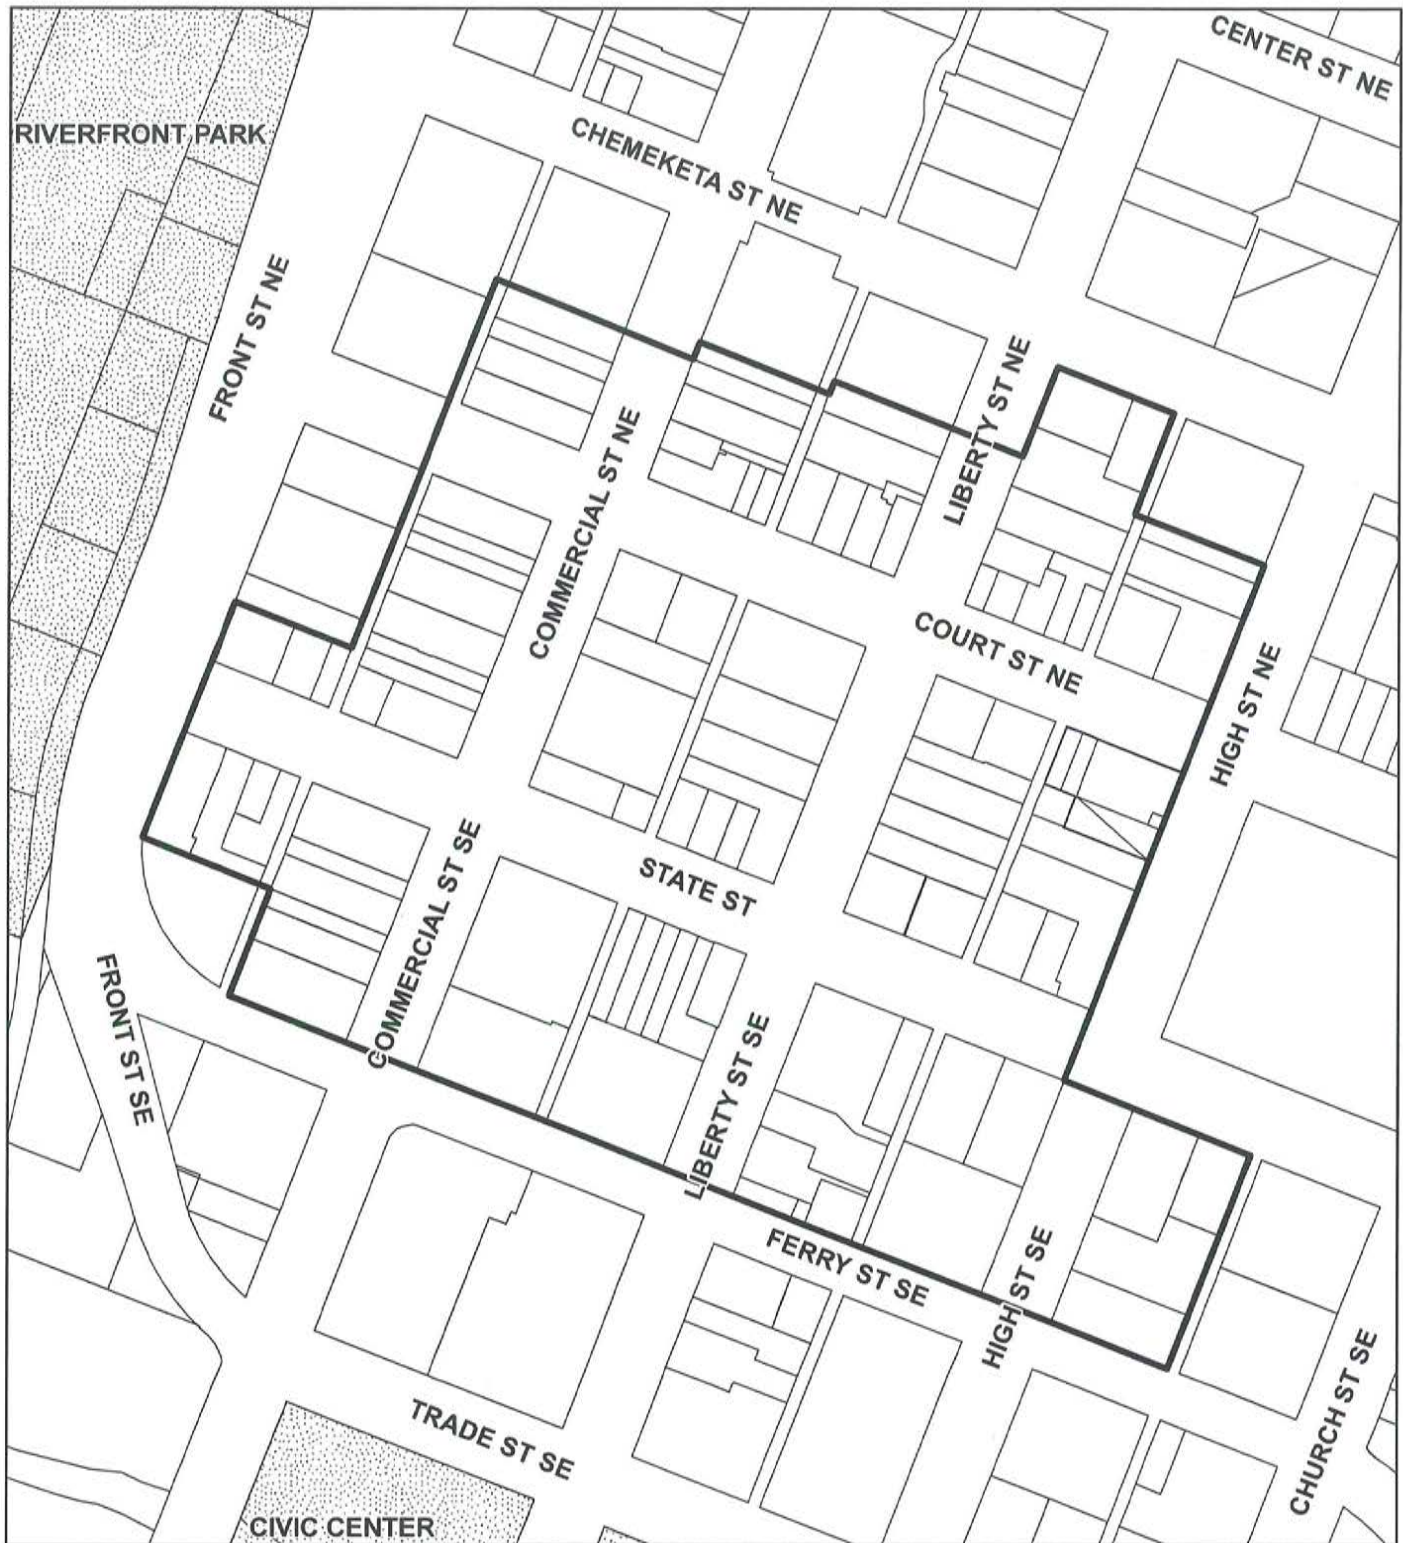 CENTER ST NE
RIVERFRONT PARK
CHEMEKETA ST NE
FRONT ST NE
LIBERTY ST NE
COMMERCIAL ST NE
COURT ST NE
HIGH ST NE
COMMERCIAL ST SE
STATE ST
FRONT ST SE
LIBERTY ST SE
FERRY ST SE
HIGH ST SE
CHURCH ST SE
TRADE ST SE
CIVIC CENTER